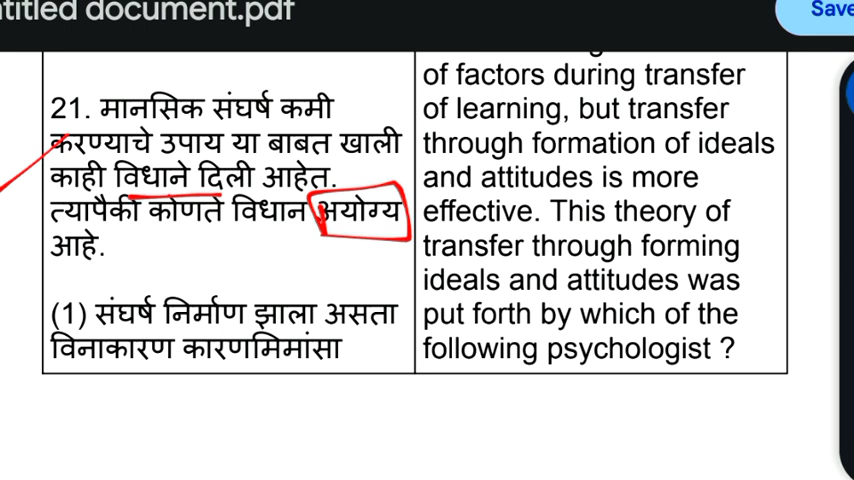 ntitled document.pdf
Save
21. मानसिक संघर्ष कमी
करण्याचे उपाय या बाबत खाली
काही विधाने दिली आहेत.
त्यापैकी कोणते विधान अयोग्य
आहे.
(1) संघर्ष निर्माण झाला असता
विनाकारण कारणमिमांसा
of factors during transfer
of learning, but transfer
through formation of ideals
and attitudes is more
effective. This theory of
transfer through forming
ideals and attitudes was
put forth by which of the
following psychologist ?